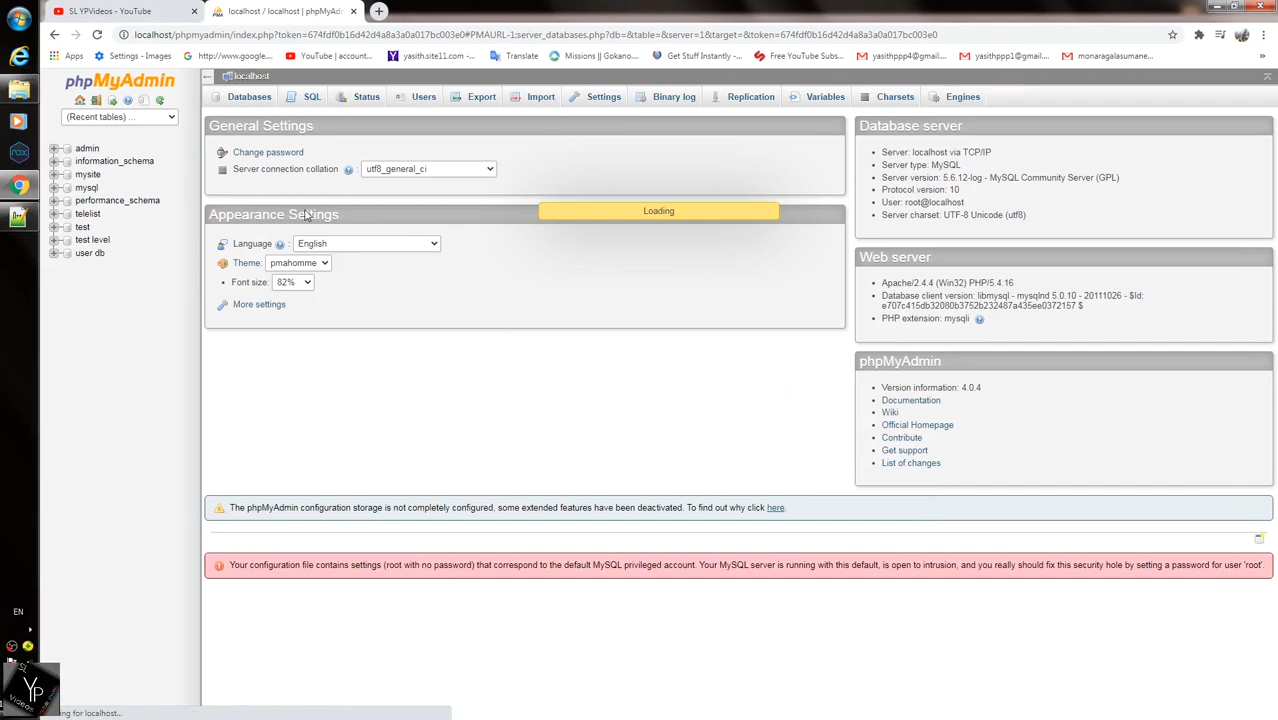 SL YPVideos - YouTube
localhost / localhost | phpMyAdm
localhost/phpmyadmin/index.php?token=674fdf0b16d42d4a8a3a0a017bc003e0#PMAURL-1:server_databases.php?db=&table=&server=1&target=&token=674fdf0b16d42d4a8a3a0a017bc003e0
Apps
Settings - Images
http://www.google.c...
YouTube | account...
yasith.site11.com -...
Translate
Missions | Gokano...
Get Stuff Instantly -...
Free YouTube Subs...
yasithppp4@gmail....
yasithppp1@gmail....
monaragalasumane...
phpMyAdmin
(Recent tables) ...
admin
information_schema
mysite
mysql
performance_schema
telelist
test
test level
user db
localhost
Databases
SQL
Status
Users
Export
Import
Settings
Binary log
Replication
Variables
Charsets
Engines
General Settings
Change password
Server connection collation : utf8_general_ci
Appearance Settings
Loading
Language : English
Theme: pmahomme
Font size: 82%
More settings
Database server
Server: localhost via TCP/IP
Server type: MySQL
Server version: 5.6.12-log - MySQL Community Server (GPL)
Protocol version: 10
User: root@localhost
Server charset: UTF-8 Unicode (utf8)
Web server
Apache/2.4.4 (Win32) PHP/5.4.16
Database client version: libmysql - mysqlnd 5.0.10 - 20111026 - $Id:
e707c415db32080b3752b232487a435ee0372157 $
PHP extension: mysqli
phpMyAdmin
Version information: 4.0.4
Documentation
Wiki
Official Homepage
Contribute
Get support
List of changes
The phpMyAdmin configuration storage is not completely configured, some extended features have been deactivated. To find out why click here.
Your configuration file contains settings (root with no password) that correspond to the default MySQL privileged account. Your MySQL server is running with this default, is open to intrusion, and you really should fix this security hole by setting a password for user 'root'.
EN
SL
YP
Videos
for localhost...